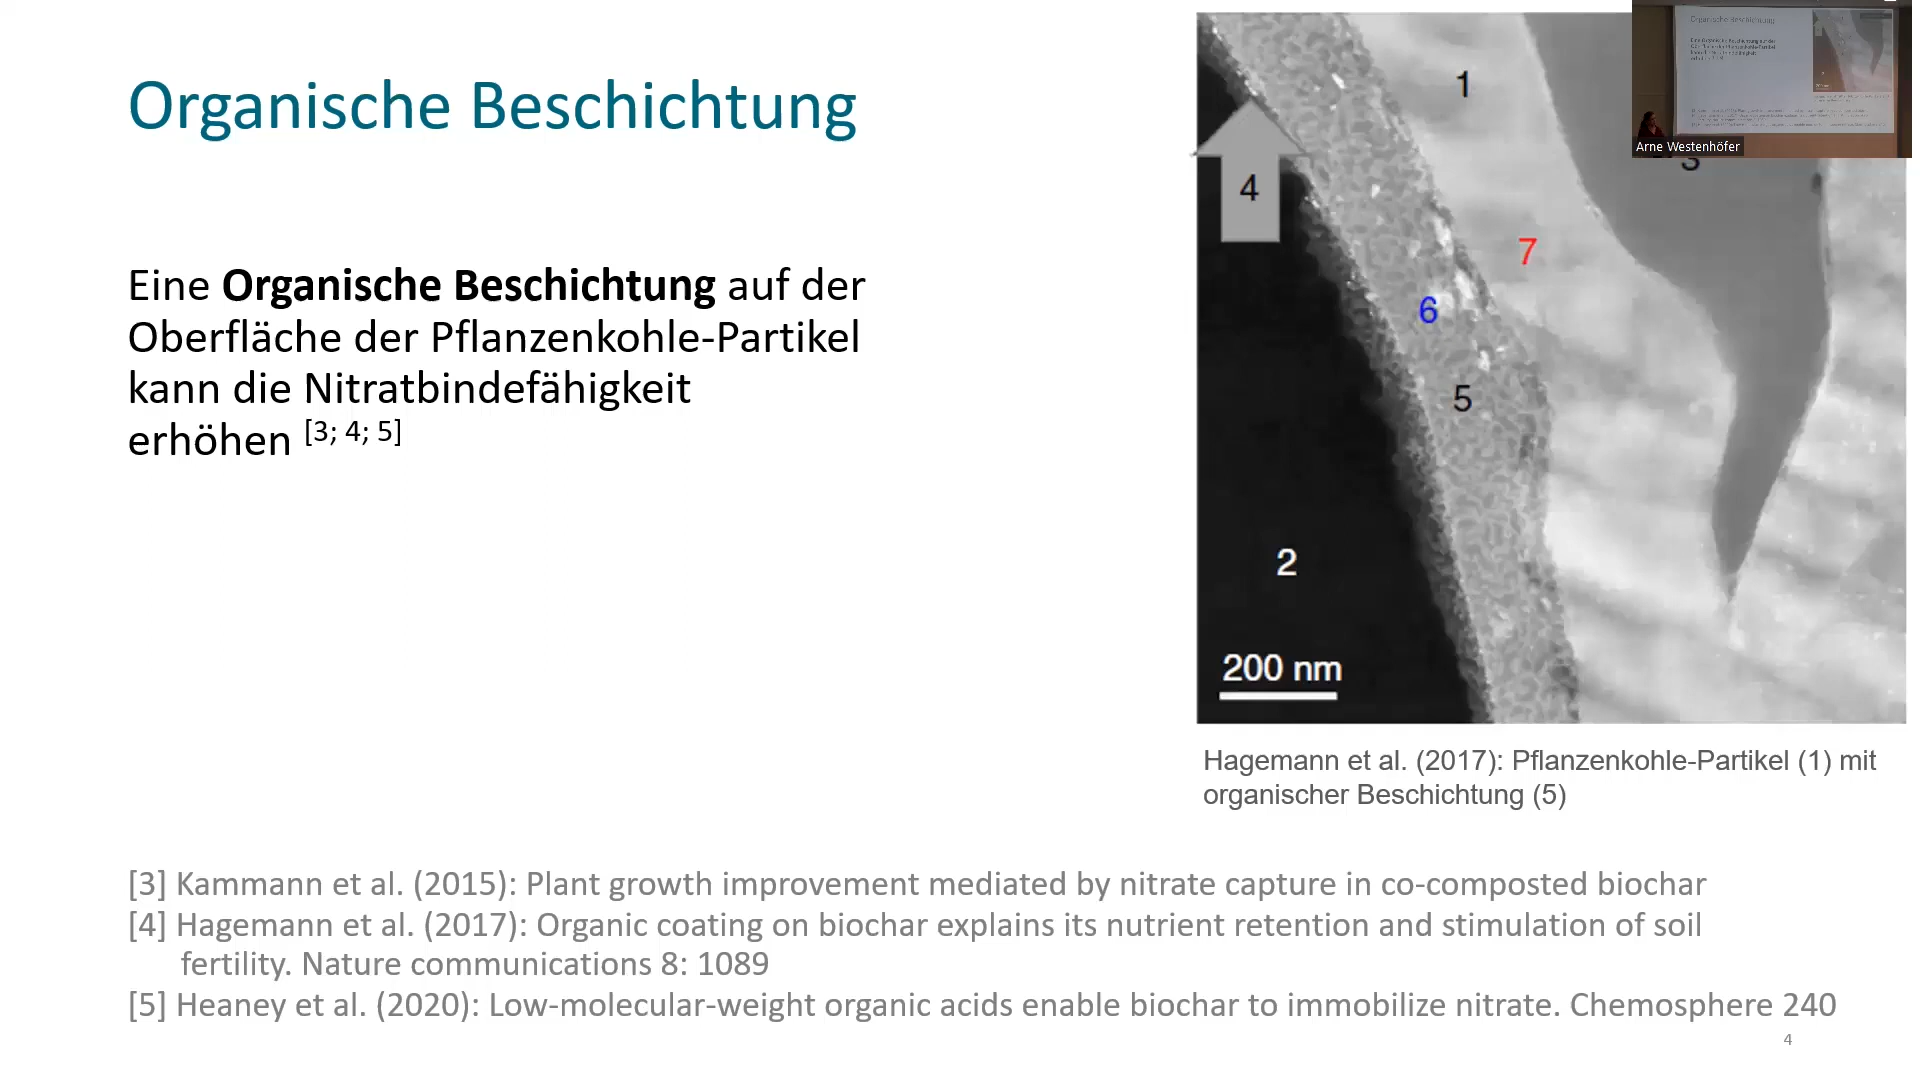 Organische Beschichtung
Eine Organische Beschichtung auf der
Oberfläche der Pflanzenkohle-Partikel
kann die Nitratbindefähigkeit
erhöhen [3; 4; 5]
1
3
4
7
6
5
2
200 nm
Arne Westenhöfer
Hagemann et al. (2017): Pflanzenkohle-Partikel (1) mit
organischer Beschichtung (5)
[3] Kammann et al. (2015): Plant growth improvement mediated by nitrate capture in co-composted biochar
[4] Hagemann et al. (2017): Organic coating on biochar explains its nutrient retention and stimulation of soil
fertility. Nature communications 8: 1089
[5] Heaney et al. (2020): Low-molecular-weight organic acids enable biochar to immobilize nitrate. Chemosphere 240
4